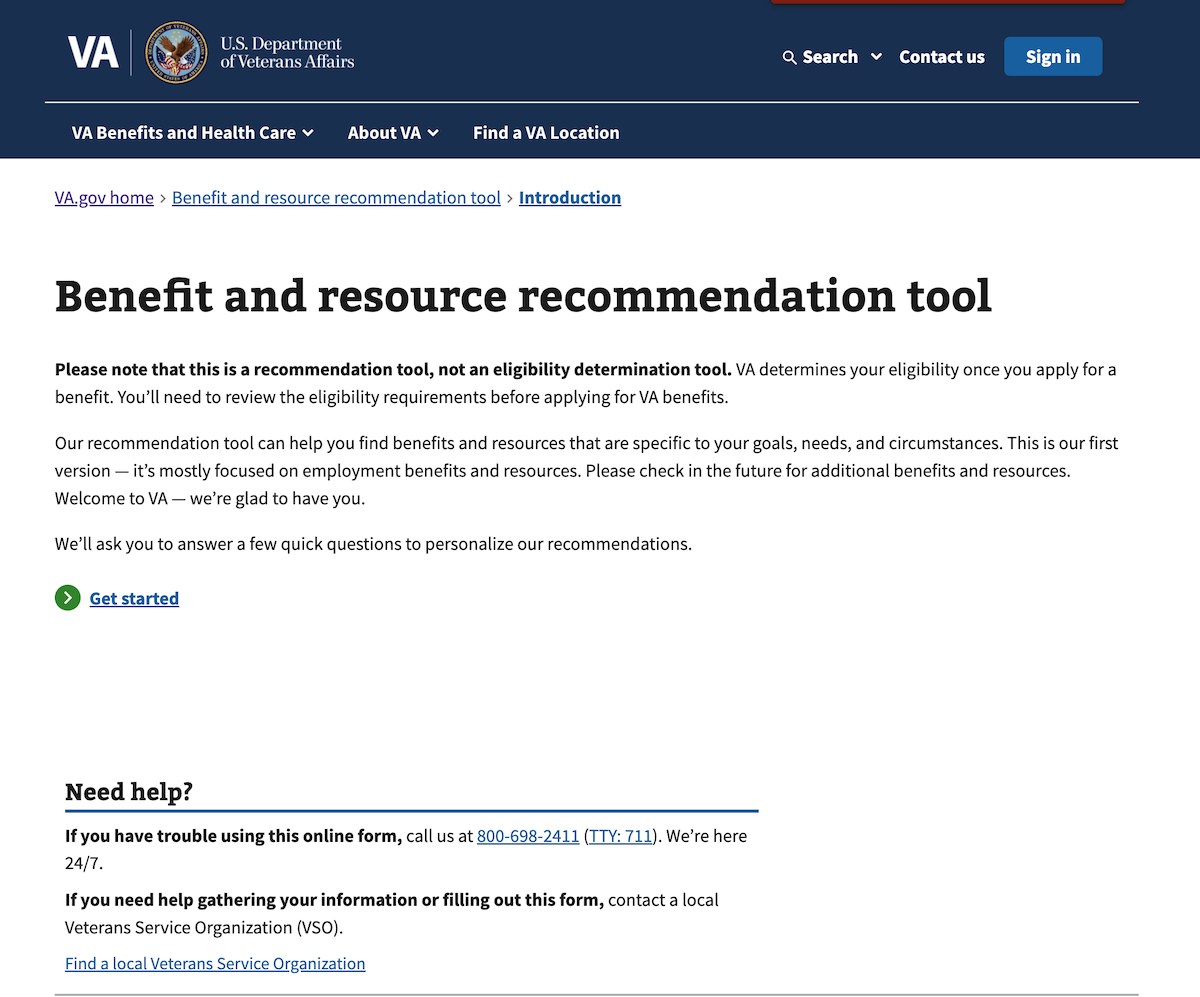 VA
U.S. Department
of Veterans Affairs
Search
Contact us
Sign in
VA Benefits and Health Care
About VA
Find a VA Location
VA.gov home › Benefit and resource recommendation tool › Introduction
Benefit and resource recommendation tool
Please note that this is a recommendation tool, not an eligibility determination tool. VA determines your eligibility once you apply for a
benefit. You’ll need to review the eligibility requirements before applying for VA benefits.
Our recommendation tool can help you find benefits and resources that are specific to your goals, needs, and circumstances. This is our first
version — it’s mostly focused on employment benefits and resources. Please check in the future for additional benefits and resources.
Welcome to VA — we’re glad to have you.
We’ll ask you to answer a few quick questions to personalize our recommendations.
Get started
Need help?
If you have trouble using this online form, call us at 800-698-2411 (TTY: 711). We’re here
24/7.
If you need help gathering your information or filling out this form, contact a local
Veterans Service Organization (VSO).
Find a local Veterans Service Organization